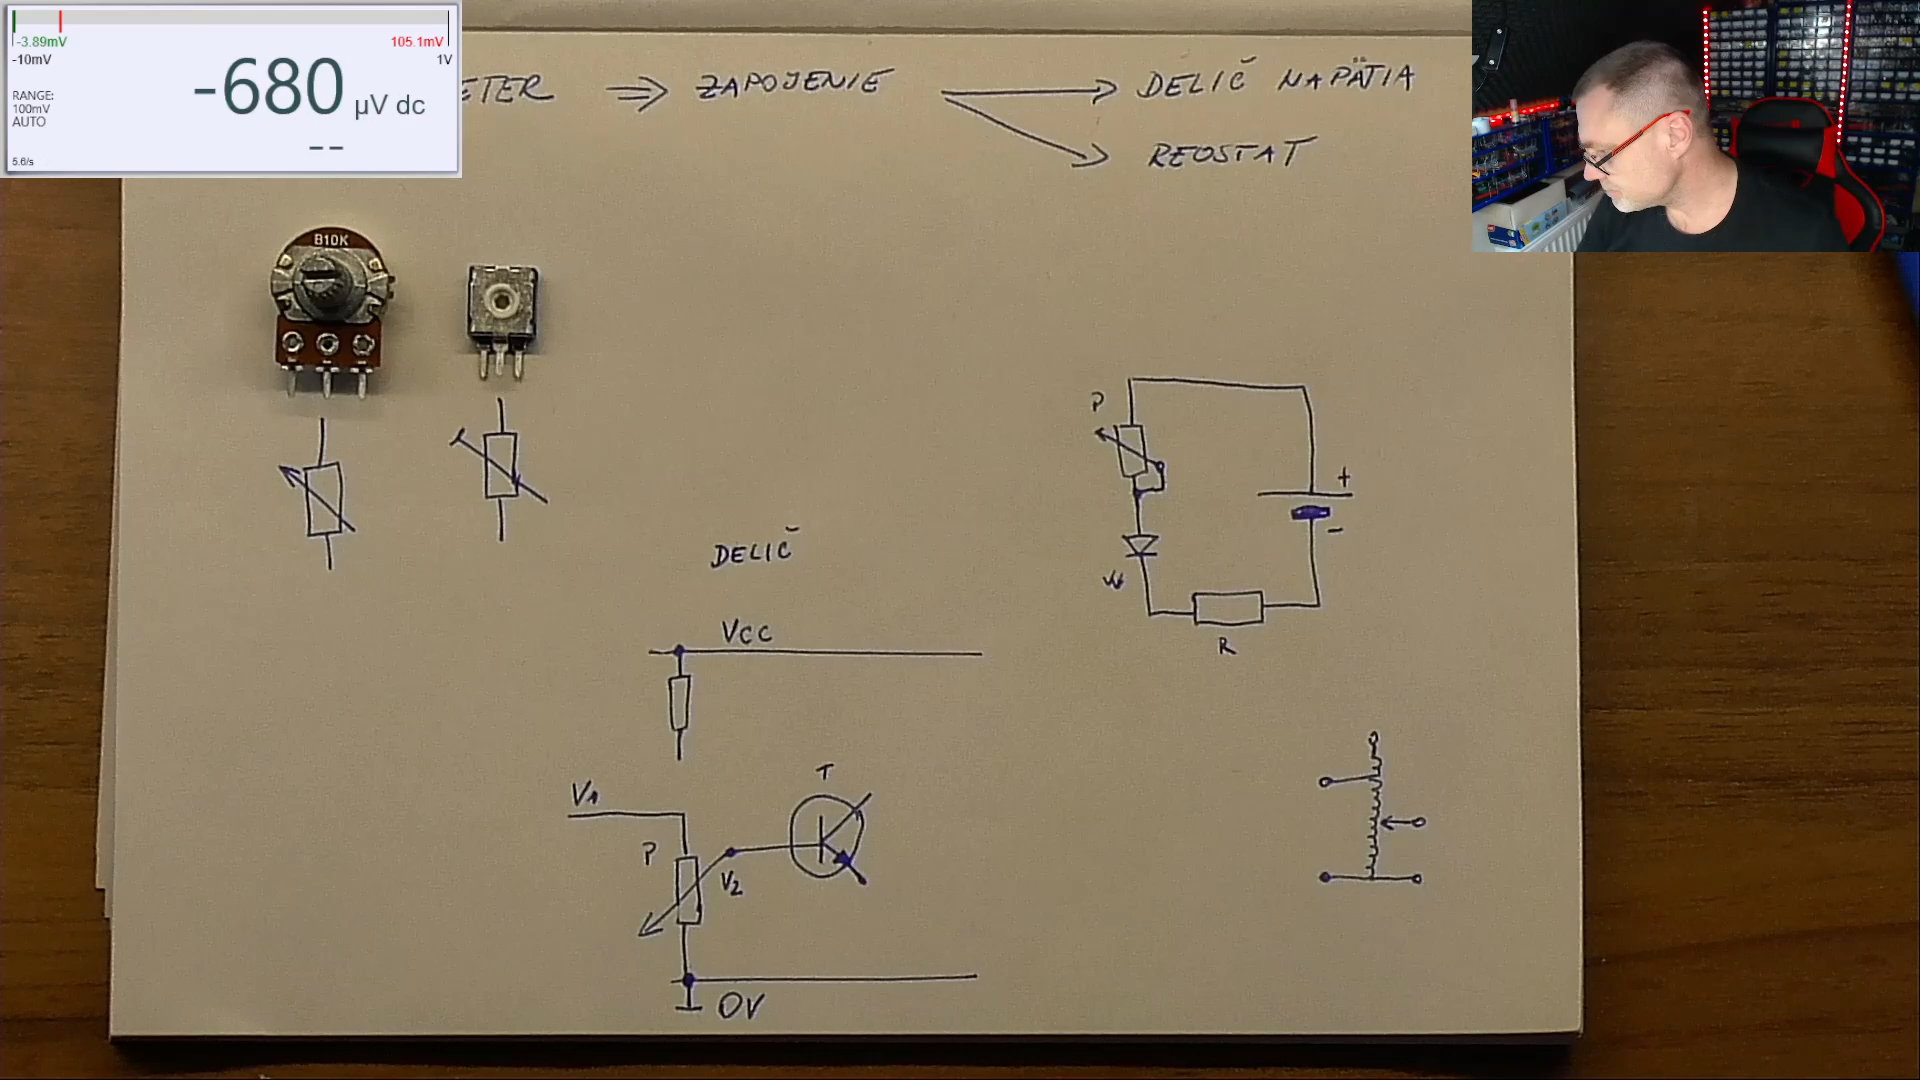 -3.89mV 105.1mV
-10mV 1V
-680 µV dc
RANGE:
100mV
AUTO
--
5.6/s
ETER ⇒ ZAPOJENIE → DELIČ NAPÄTIA
→ REOSTAT
B10K
P
+
-
R
DELIČ
VCC
T
V1
P
V2
0V